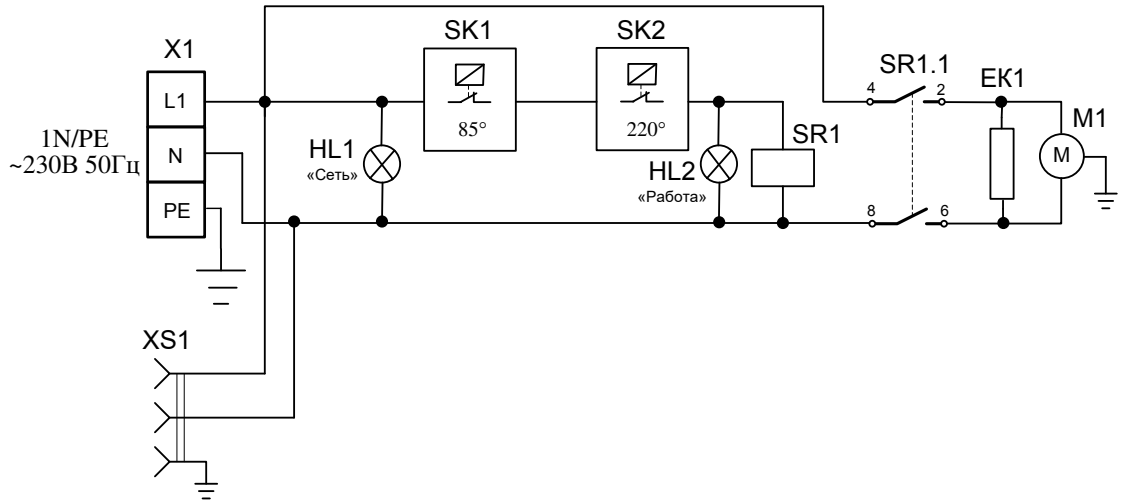 SK1
SK2
X1
SR1.1
EK1
L1
4
2
M1
1N/PE
~230В 50Гц
85°
220°
SR1
N
HL1
HL2
M
«Сеть»
«Работа»
PE
8
6
XS1